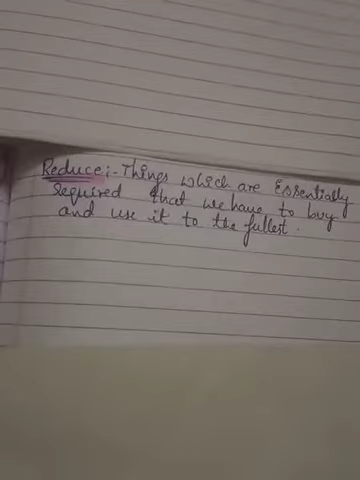 Reduce:- Things which are Essentially
required that we have to buy
and use it to the fullest.